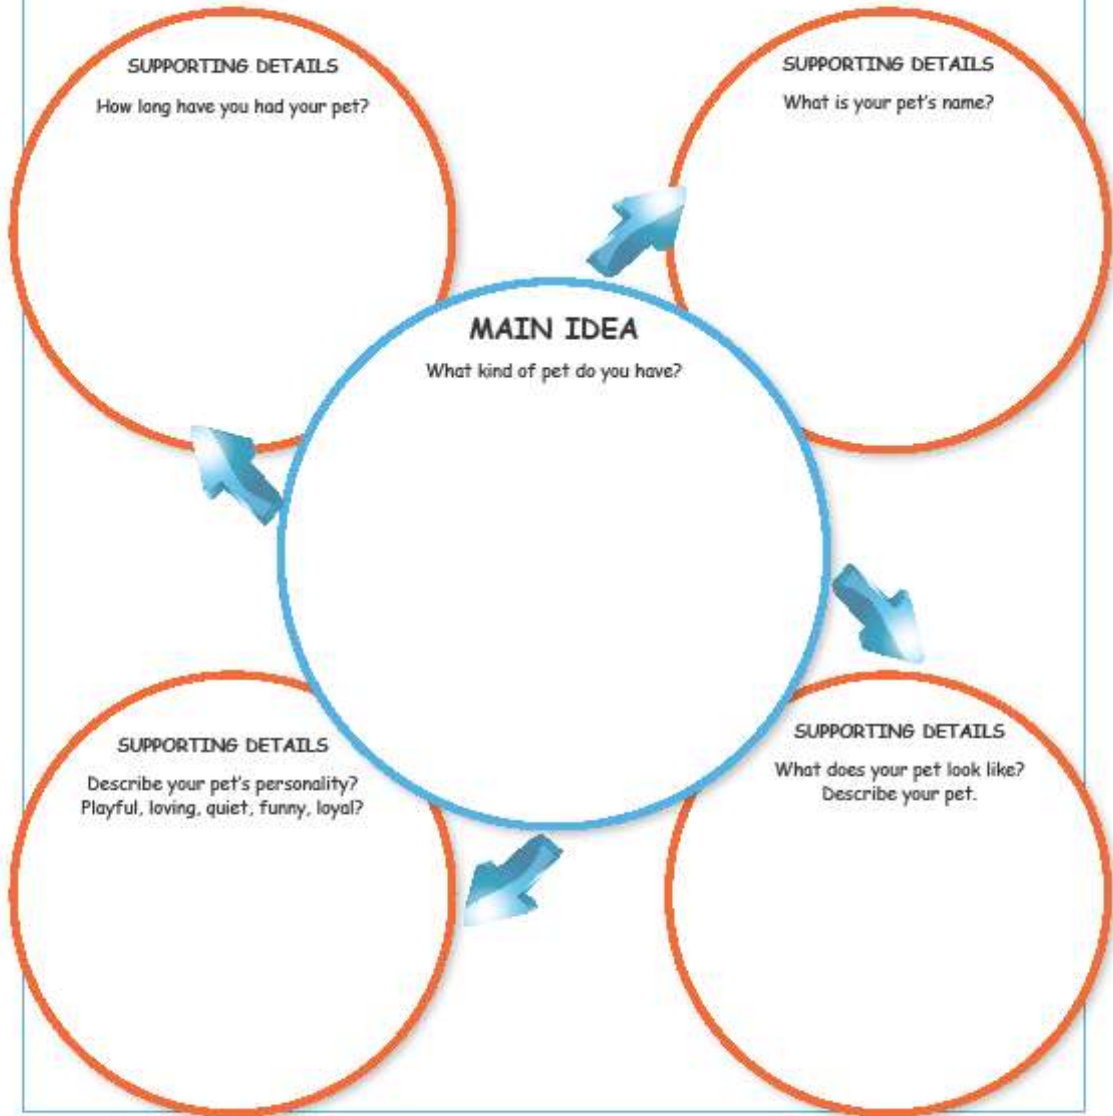 SUPPORTING DETAILS
How long have you had your pet?
SUPPORTING DETAILS
What is your pet's name?
MAIN IDEA
What kind of pet do you have?
SUPPORTING DETAILS
Describe your pet's personality?
Playful, loving, quiet, funny, loyal?
SUPPORTING DETAILS
What does your pet look like?
Describe your pet.